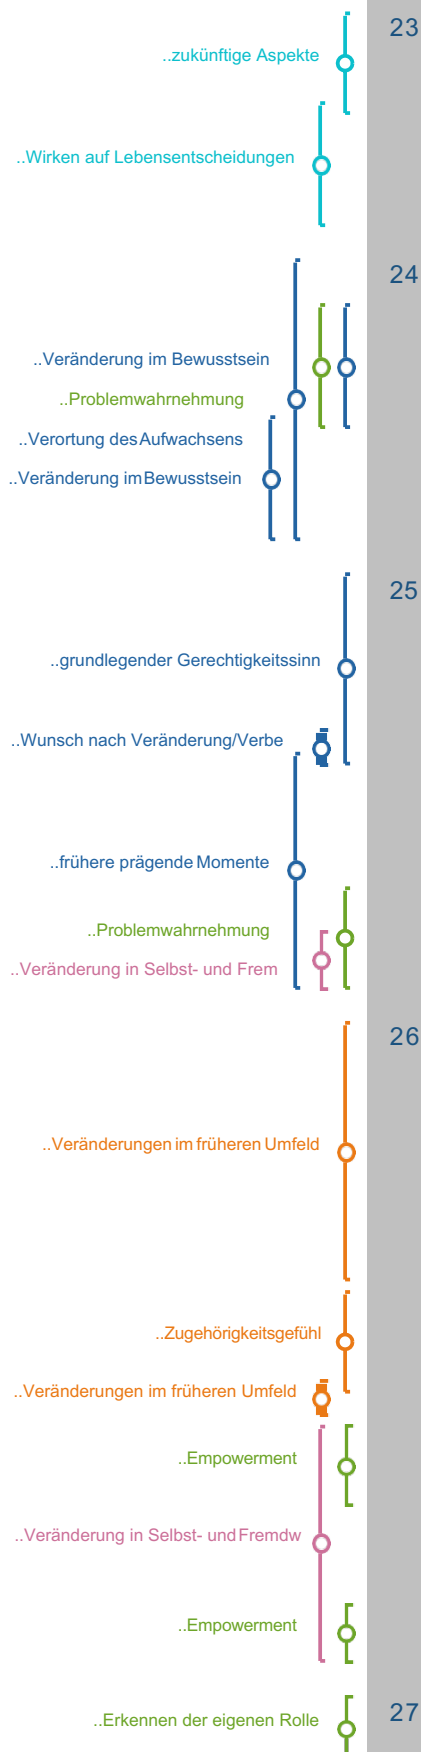 23
..zukünftige Aspekte
..Wirken auf Lebensentscheidungen
24
..Veränderung im Bewusstsein
..Problemwahrnehmung
..Verortung des Aufwachsens
..Veränderung im Bewusstsein
25
..grundlegender Gerechtigkeitssinn
..Wunsch nach Veränderung/Verbe
..frühere prägende Momente
..Problemwahrnehmung
..Veränderung in Selbst- und Frem
26
..Veränderungen im früheren Umfeld
..Zugehörigkeitsgefühl
..Veränderungen im früheren Umfeld
..Empowerment
..Veränderung in Selbst- und Fremdw
..Empowerment
27
..Erkennen der eigenen Rolle